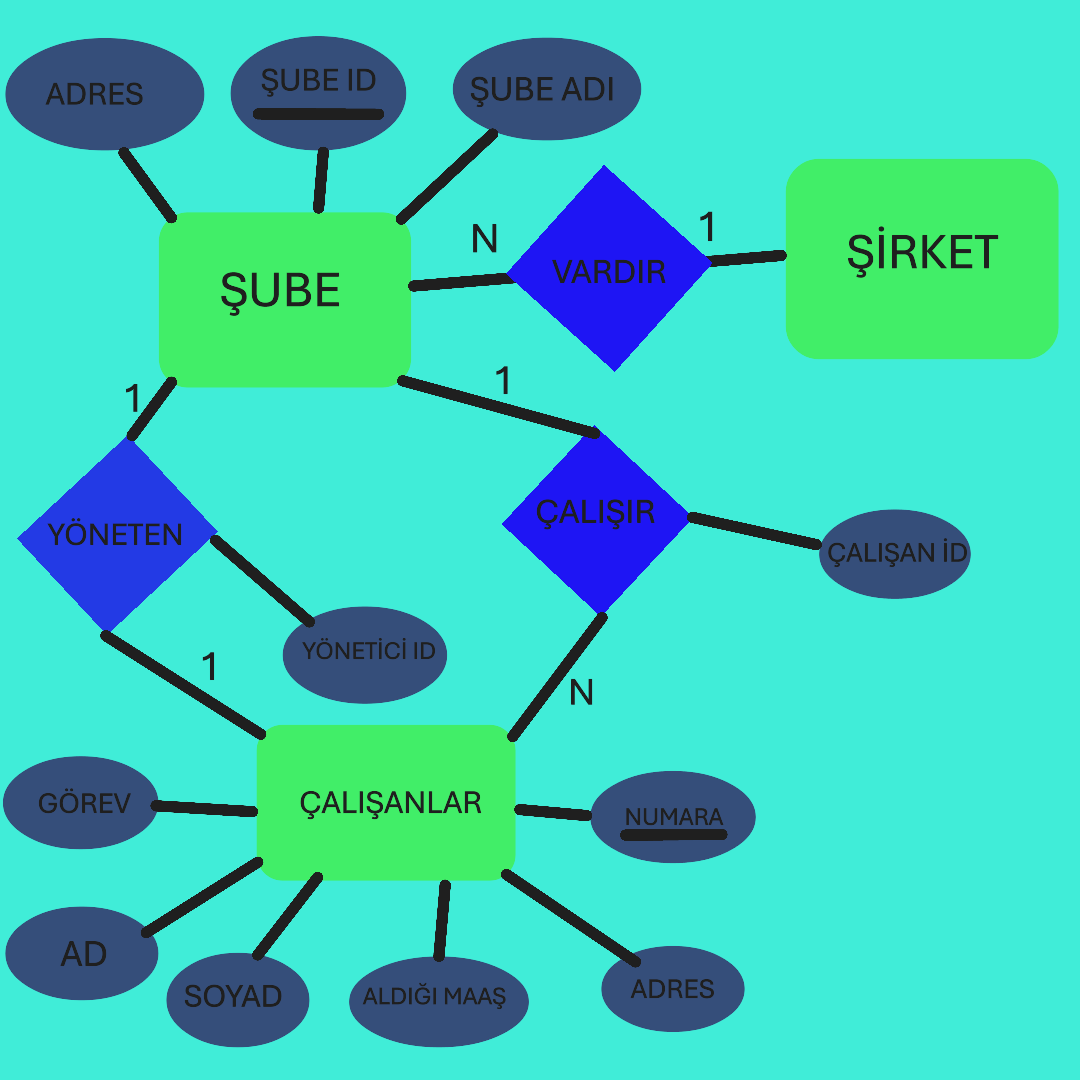 ADRES
ŞUBE ID
ŞUBE ADI
ŞUBE
N
VARDIR
1
ŞİRKET
1
1
YÖNETEN
ÇALIŞIR
ÇALIŞAN İD
YÖNETİCİ ID
1
N
ÇALIŞANLAR
GÖREV
NUMARA
AD
SOYAD
ALDIĞI MAAŞ
ADRES